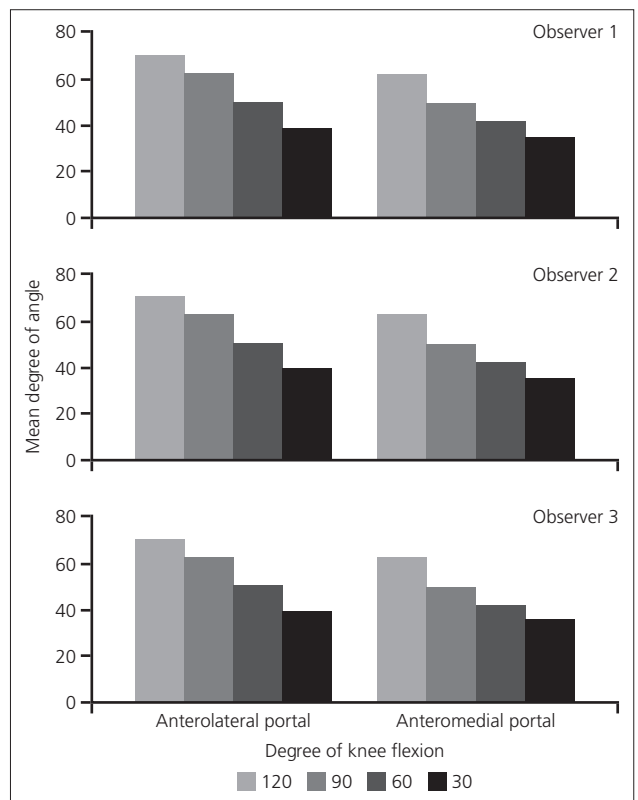 80
60
40
20
0
Observer 1
80
60
40
20
0
Observer 2
Mean degree of angle
80
60
40
20
0
Observer 3
Anterolateral portal Anteromedial portal
Degree of knee flexion
120 90 60 30